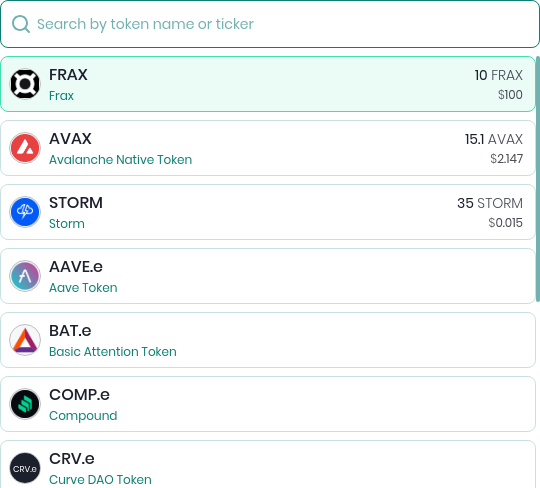 Search by token name or ticker
FRAX 10 FRAX
Frax $100
AVAX 15.1 AVAX
Avalanche Native Token $2.147
STORM 35 STORM
Storm $0.015
AAVE.e
Aave Token
BAT.e
Basic Attention Token
COMP.e
Compound
CRV.e
CRV.e
Curve DAO Token